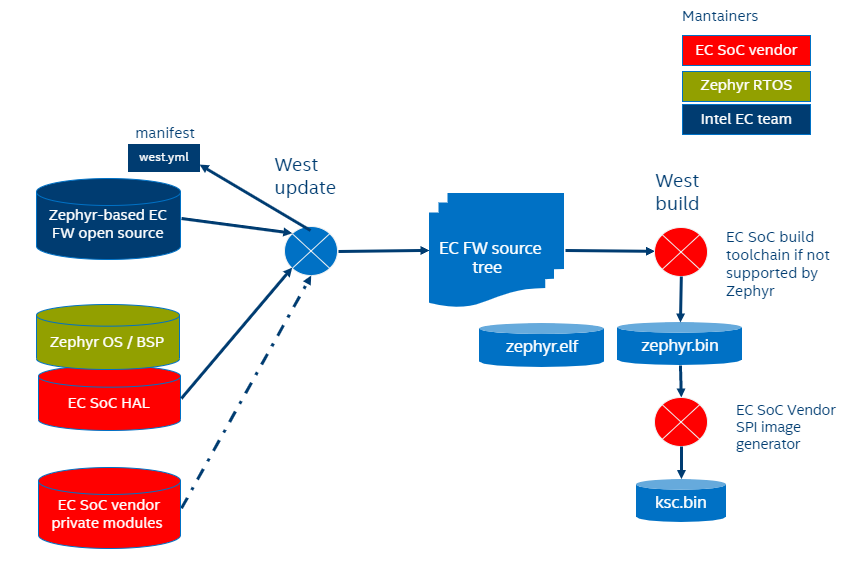 Mantainers
EC SoC vendor
Zephyr RTOS
Intel EC team
manifest
west.yml
West
update
Zephyr-based EC
FW open source
EC FW source
tree
West
build
EC SoC build
toolchain if not
supported by
Zephyr
Zephyr OS / BSP
zephyr.elf
zephyr.bin
EC SoC HAL
EC SoC Vendor
SPI image
generator
EC SoC vendor
private modules
ksc.bin